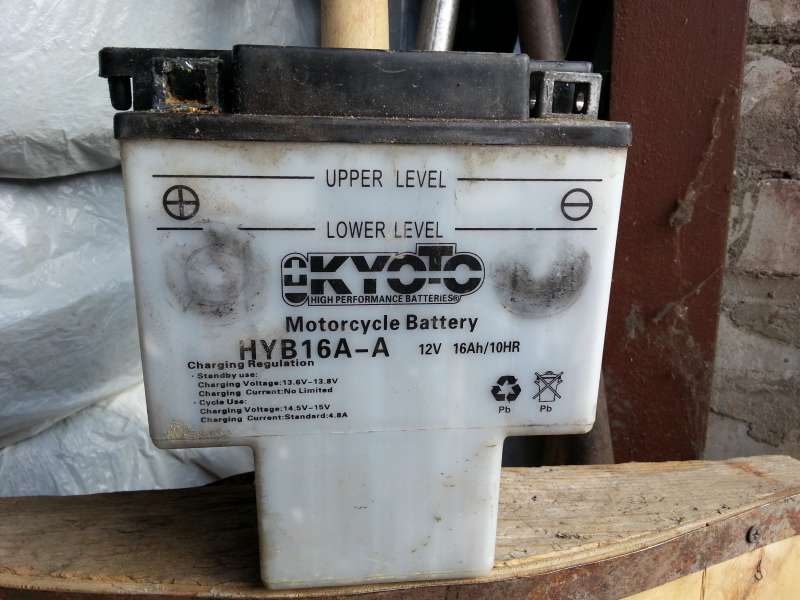 UPPER LEVEL
LOWER LEVEL
KYOTO
HIGH PERFORMANCE BATTERIES®
Motorcycle Battery
HYB16A-A 12V 16Ah/10HR
Charging Regulation
· Standby use:
Charging Voltage:13.6V-13.8V
Charging Current:No Limited
· Cycle Use:
Charging Voltage:14.5V-15V
Charging Current:Standard:4.8A
Pb Pb